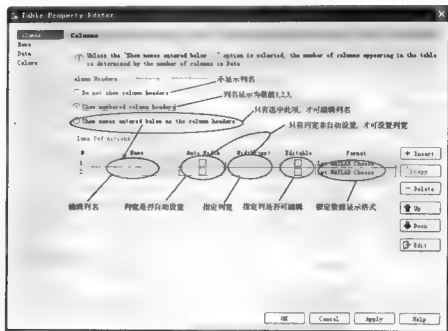 Table Property Editor
Columns
Rows
Data
Colors
Columns
Unless the "Show names entered below" option is selected, the number of columns appearing in the table
is determined by the number of columns in Data
Column Headers
不显示列名
Do not show column headers
列名显示为数值1,2,3,
Show numbered column headers
只有选中此项,才可编辑列名
Show names entered below as the column headers
只有列宽非自动设置,才可设置列宽
Column Definitions
# Name Auto Width Width Editable Format
1 Let MATLAB Choose
2 Let MATLAB Choose
编辑列名 列宽是否自动设置 指定列宽 指定列是否可编辑 指定数据显示格式
+ Insert
Copy
- Delete
Up
Down
Edit
OK Cancel Apply Help